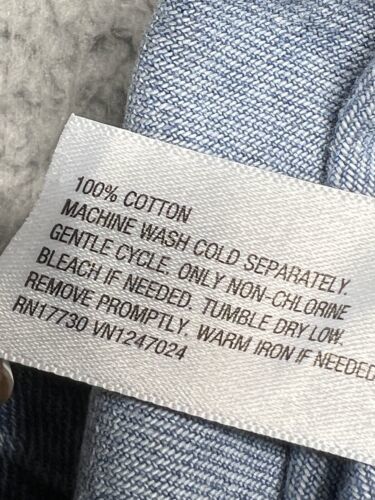 100% COTTON
MACHINE WASH COLD SEPARATELY.
GENTLE CYCLE. ONLY NON-CHLORINE
BLEACH IF NEEDED. TUMBLE DRY LOW.
REMOVE PROMPTLY. WARM IRON IF NEEDED
RN17730 VN1247024